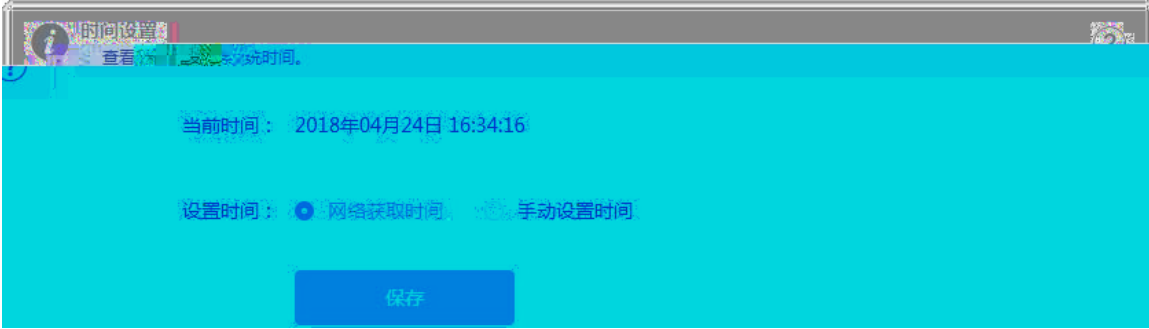 时间设置
查看 系统时间。
当前时间： 2018年04月24日 16:34:16
设置时间： 网络获取时间 手动设置时间
保存